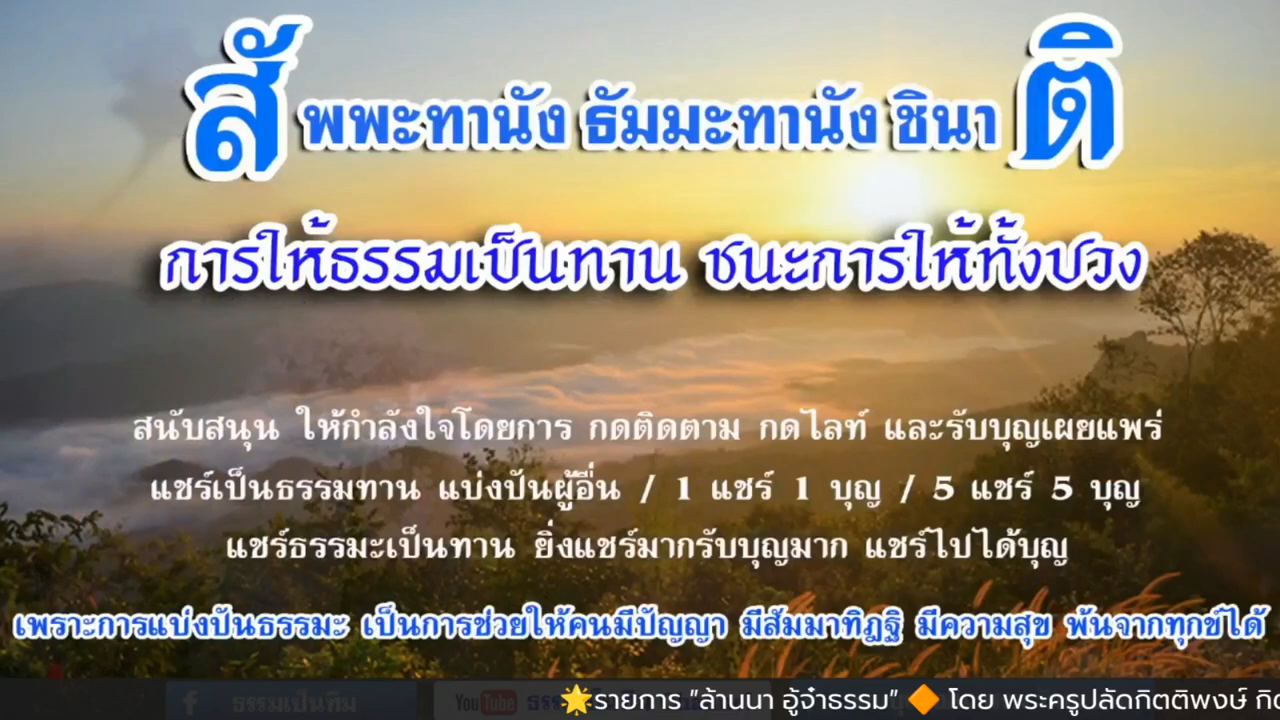 สัพพะทานัง ธัมมะทานัง ชินาติ
การให้ธรรมเป็นทาน ชนะการให้ทั้งปวง
สนับสนุน ให้กำลังใจโดยการ กดติดตาม กดไลท์ และรับบุญเผยแพร่
แชร์เป็นธรรมทาน แบ่งปันผู้อื่น / 1 แชร์ 1 บุญ / 5 แชร์ 5 บุญ
แชร์ธรรมะเป็นทาน ยิ่งแชร์มากรับบุญมาก แชร์ไปได้บุญ
เพราะการแบ่งปันธรรมะ เป็นการช่วยให้คนมีปัญญา มีสัมมาทิฏฐิ มีความสุข พ้นจากทุกข์ได้
ธรรมเป็นทีม YouTube
🌟รายการ "ล้านนา อู้จ๋าธรรม" 🔶 โดย พระครูปลัดกิตติพงษ์